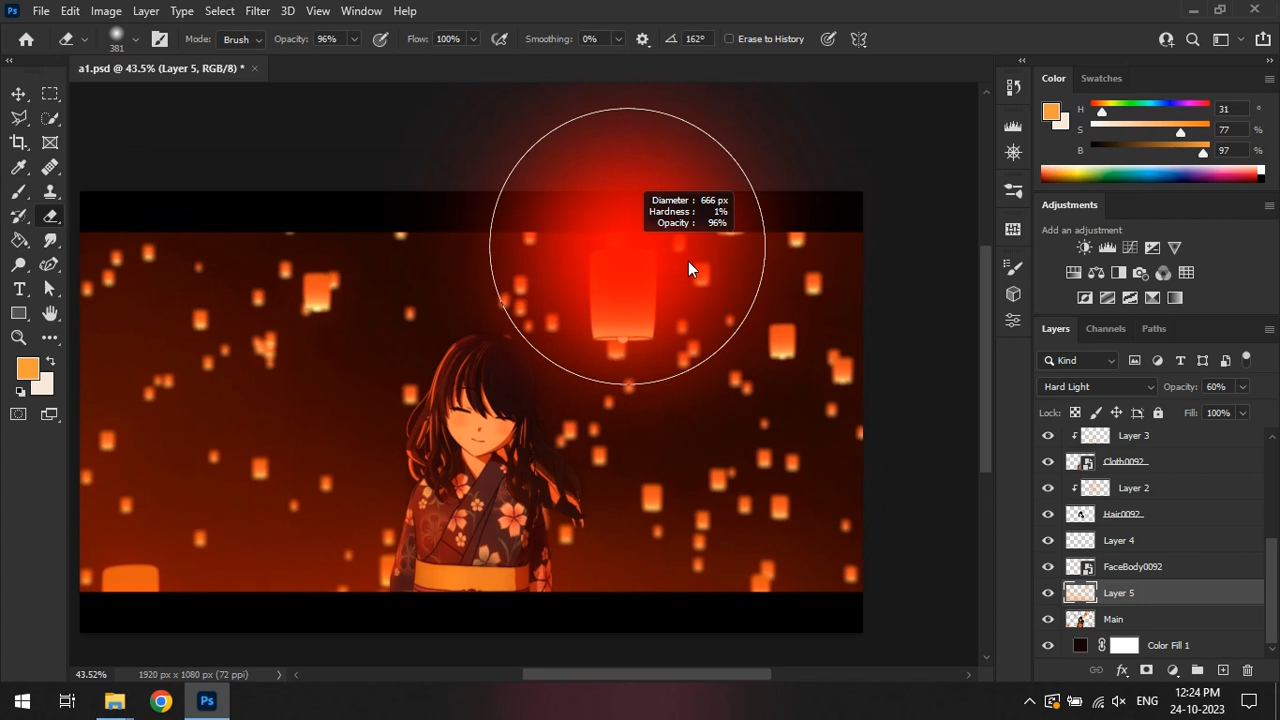 Ps File Edit Image Layer Type Select Filter 3D View Window Help
381 Mode: Brush Opacity: 96% Flow: 100% Smoothing: 0% 162° Erase to History
a1.psd @ 43.5% (Layer 5, RGB/8) *
Color Swatches
H 31 °
S 77 %
B 97 %
Diameter : 666 px
Hardness : 1%
Opacity : 96%
Adjustments
Add an adjustment
Layers Channels Paths
Kind
Hard Light Opacity: 60%
Lock: Fill: 100%
Layer 3
Cloth0092
Layer 2
Hair0092
Layer 4
FaceBody0092
Layer 5
Main
Color Fill 1
43.52% 1920 px x 1080 px (72 ppi)
Ps ENG 12:24 PM
24-10-2023